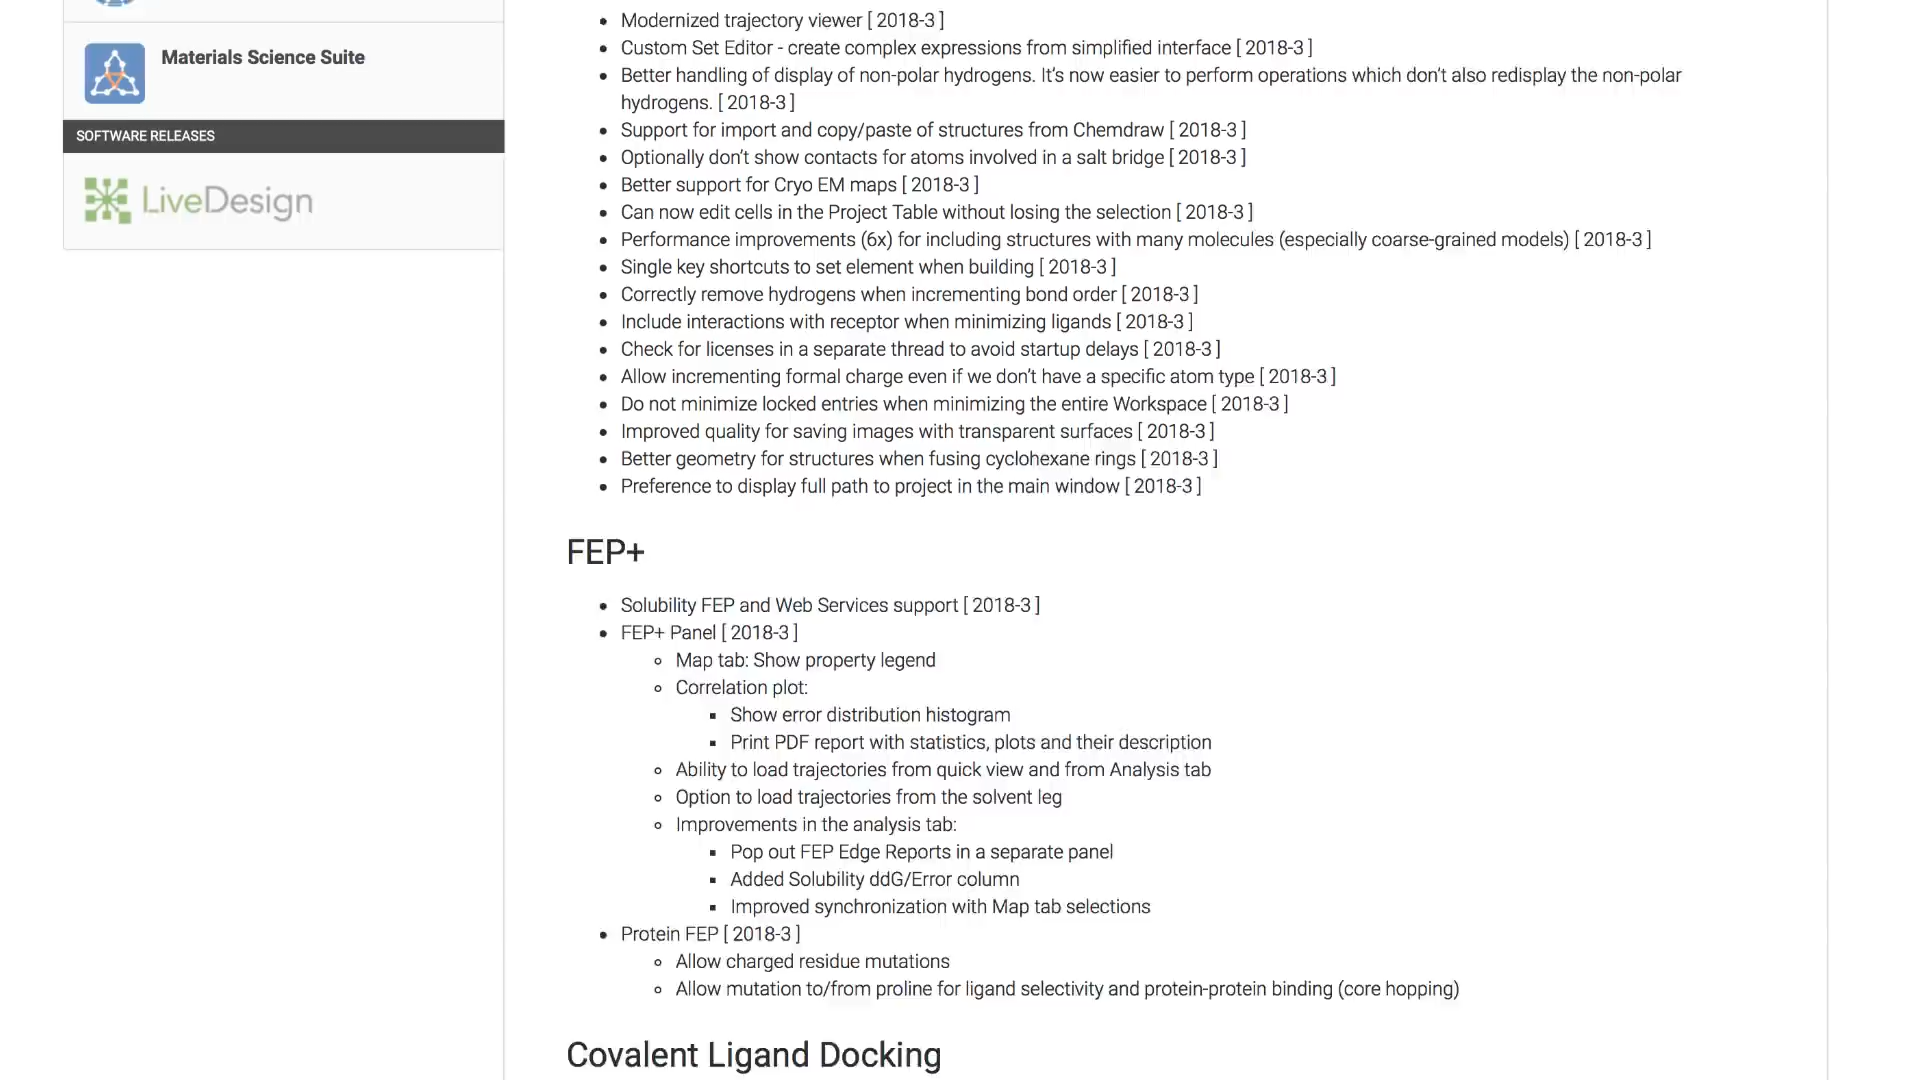 Modernized trajectory viewer [ 2018-3 ]
Materials Science Suite
Custom Set Editor - create complex expressions from simplified interface [ 2018-3 ]
Better handling of display of non-polar hydrogens. It’s now easier to perform operations which don’t also redisplay the non-polar
hydrogens. [ 2018-3 ]
SOFTWARE RELEASES
Support for import and copy/paste of structures from Chemdraw [ 2018-3 ]
Optionally don’t show contacts for atoms involved in a salt bridge [ 2018-3 ]
Better support for Cryo EM maps [ 2018-3 ]
LiveDesign
Can now edit cells in the Project Table without losing the selection [ 2018-3 ]
Performance improvements (6x) for including structures with many molecules (especially coarse-grained models) [ 2018-3 ]
Single key shortcuts to set element when building [ 2018-3 ]
Correctly remove hydrogens when incrementing bond order [ 2018-3 ]
Include interactions with receptor when minimizing ligands [ 2018-3 ]
Check for licenses in a separate thread to avoid startup delays [ 2018-3 ]
Allow incrementing formal charge even if we don’t have a specific atom type [ 2018-3 ]
Do not minimize locked entries when minimizing the entire Workspace [ 2018-3 ]
Improved quality for saving images with transparent surfaces [ 2018-3 ]
Better geometry for structures when fusing cyclohexane rings [ 2018-3 ]
Preference to display full path to project in the main window [ 2018-3 ]
FEP+
Solubility FEP and Web Services support [ 2018-3 ]
FEP+ Panel [ 2018-3 ]
Map tab: Show property legend
Correlation plot:
Show error distribution histogram
Print PDF report with statistics, plots and their description
Ability to load trajectories from quick view and from Analysis tab
Option to load trajectories from the solvent leg
Improvements in the analysis tab:
Pop out FEP Edge Reports in a separate panel
Added Solubility ddG/Error column
Improved synchronization with Map tab selections
Protein FEP [ 2018-3 ]
Allow charged residue mutations
Allow mutation to/from proline for ligand selectivity and protein-protein binding (core hopping)
Covalent Ligand Docking